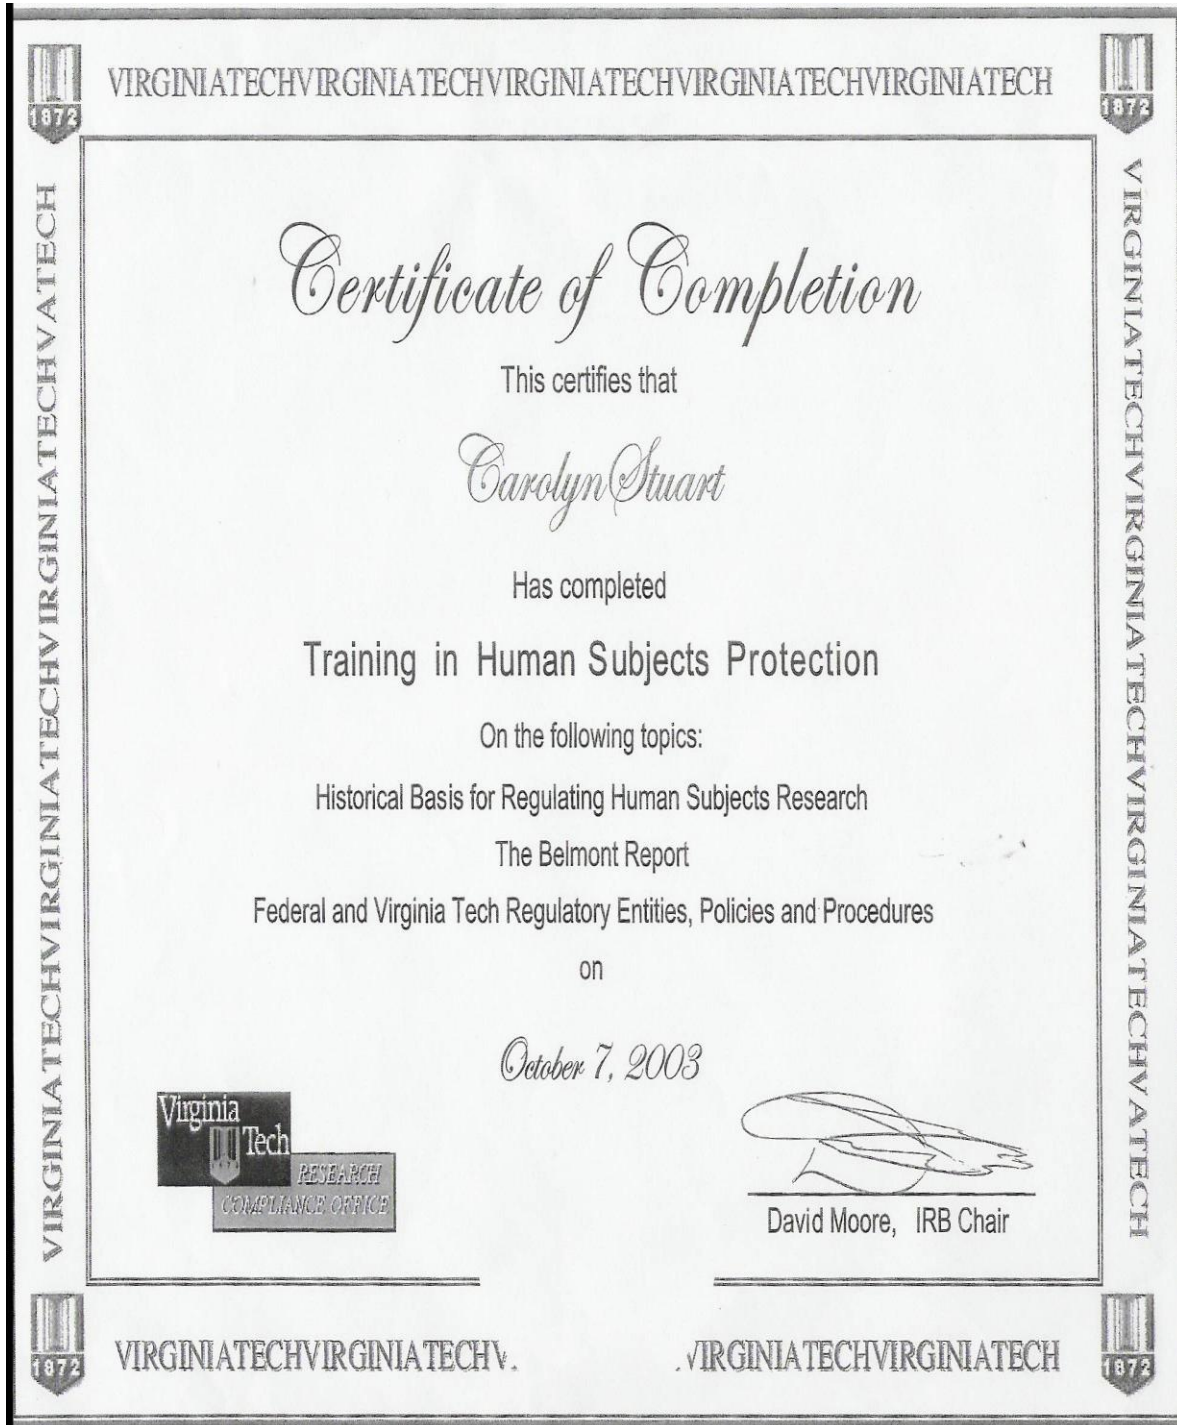 VIRGINIATECHVIRGINIATECHVIRGINIATECHVIRGINIATECHVIRGINIATECH
1872
1872
VIRGINIATECHVIRGINIATECHVIRGINIATECHVIRGINIATECHVATECH
VIRGINIATECHVIRGINIATECHVIRGINIATECHVIRGINIATECHVATECH
Certificate of Completion
This certifies that
Carolyn Stuart
Has completed
Training in Human Subjects Protection
On the following topics:
Historical Basis for Regulating Human Subjects Research
The Belmont Report
Federal and Virginia Tech Regulatory Entities, Policies and Procedures
on
October 7, 2003
Virginia
Tech
RESEARCH
COMPLIANCE OFFICE
David Moore, IRB Chair
1872
VIRGINIATECHVIRGINIATECHV.
.VIRGINIATECHVIRGINIATECH
1872